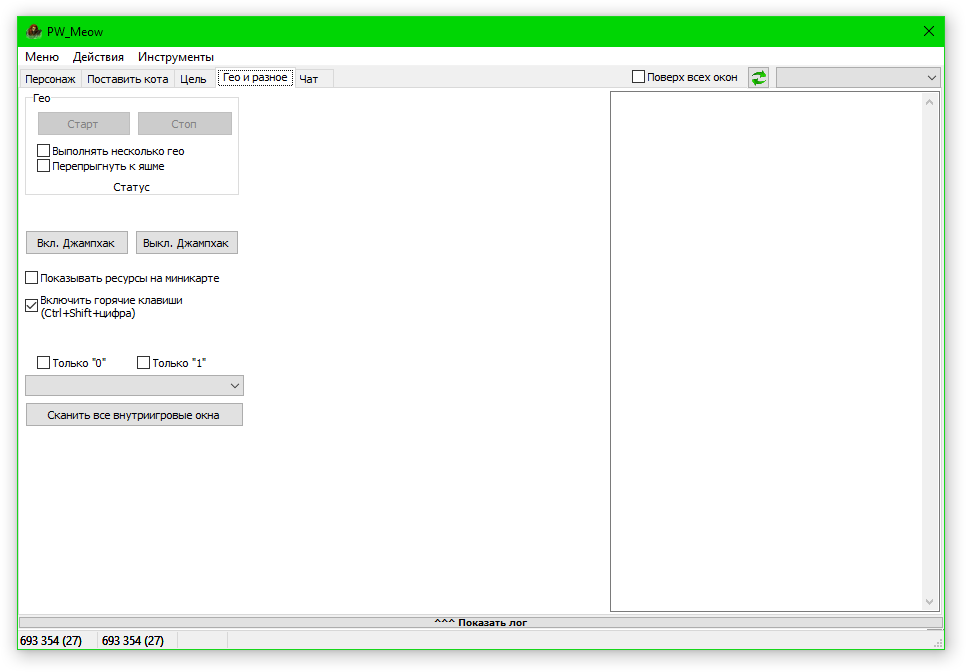 PW_Meow
Меню Действия Инструменты
Персонаж Поставить кота Цель Гео и разное Чат
Поверх всех окон
Гео
Старт Стоп
Выполнять несколько гео
Перепрыгнуть к яшме
Статус
Вкл. Джампхак Выкл. Джампхак
Показывать ресурсы на миникарте
Включить горячие клавиши
(Ctrl+Shift+цифра)
Только "0" Только "1"
Сканить все внутриигровые окна
^^^ Показать лог
693 354 (27) 693 354 (27)